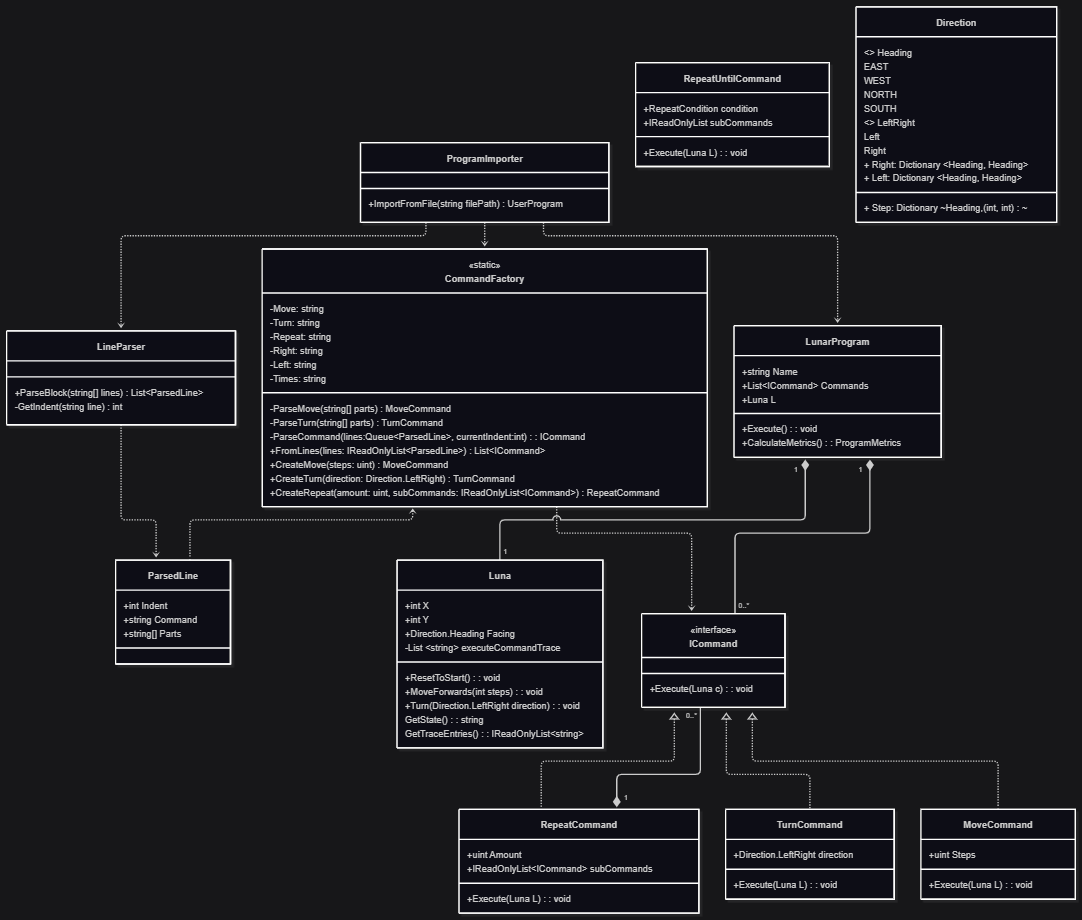 Direction
<> Heading
EAST
WEST
NORTH
SOUTH
<> LeftRight
Left
Right
+ Right: Dictionary <Heading, Heading>
+ Left: Dictionary <Heading, Heading>
+ Step: Dictionary ~Heading,(int, int) : ~
RepeatUntilCommand
+RepeatCondition condition
+IReadOnlyList subCommands
+Execute(Luna L) : : void
ProgramImporter
+ImportFromFile(string filePath) : UserProgram
«static»
CommandFactory
-Move: string
-Turn: string
-Repeat: string
-Right: string
-Left: string
-Times: string
-ParseMove(string[] parts) : MoveCommand
-ParseTurn(string[] parts) : TurnCommand
-ParseCommand(lines:Queue<ParsedLine>, currentIndent:int) : : ICommand
+FromLines(lines: IReadOnlyList<ParsedLine>) : List<ICommand>
+CreateMove(steps: uint) : MoveCommand
+CreateTurn(direction: Direction.LeftRight) : TurnCommand
+CreateRepeat(amount: uint, subCommands: IReadOnlyList<ICommand>) : RepeatCommand
LineParser
+ParseBlock(string[] lines) : List<ParsedLine>
-GetIndent(string line) : int
LunarProgram
+string Name
+List<ICommand> Commands
+Luna L
+Execute() : : void
+CalculateMetrics() : : ProgramMetrics
1
1
1
0..*
ParsedLine
+int Indent
+string Command
+string[] Parts
Luna
+int X
+int Y
+Direction.Heading Facing
-List <string> executeCommandTrace
+ResetToStart() : : void
+MoveForwards(int steps) : : void
+Turn(Direction.LeftRight direction) : : void
GetState() : : string
GetTraceEntries() : : IReadOnlyList<string>
«interface»
ICommand
+Execute(Luna c) : : void
0..*
1
RepeatCommand
+uint Amount
+IReadOnlyList<ICommand> subCommands
+Execute(Luna L) : : void
TurnCommand
+Direction.LeftRight direction
+Execute(Luna L) : : void
MoveCommand
+uint Steps
+Execute(Luna L) : : void